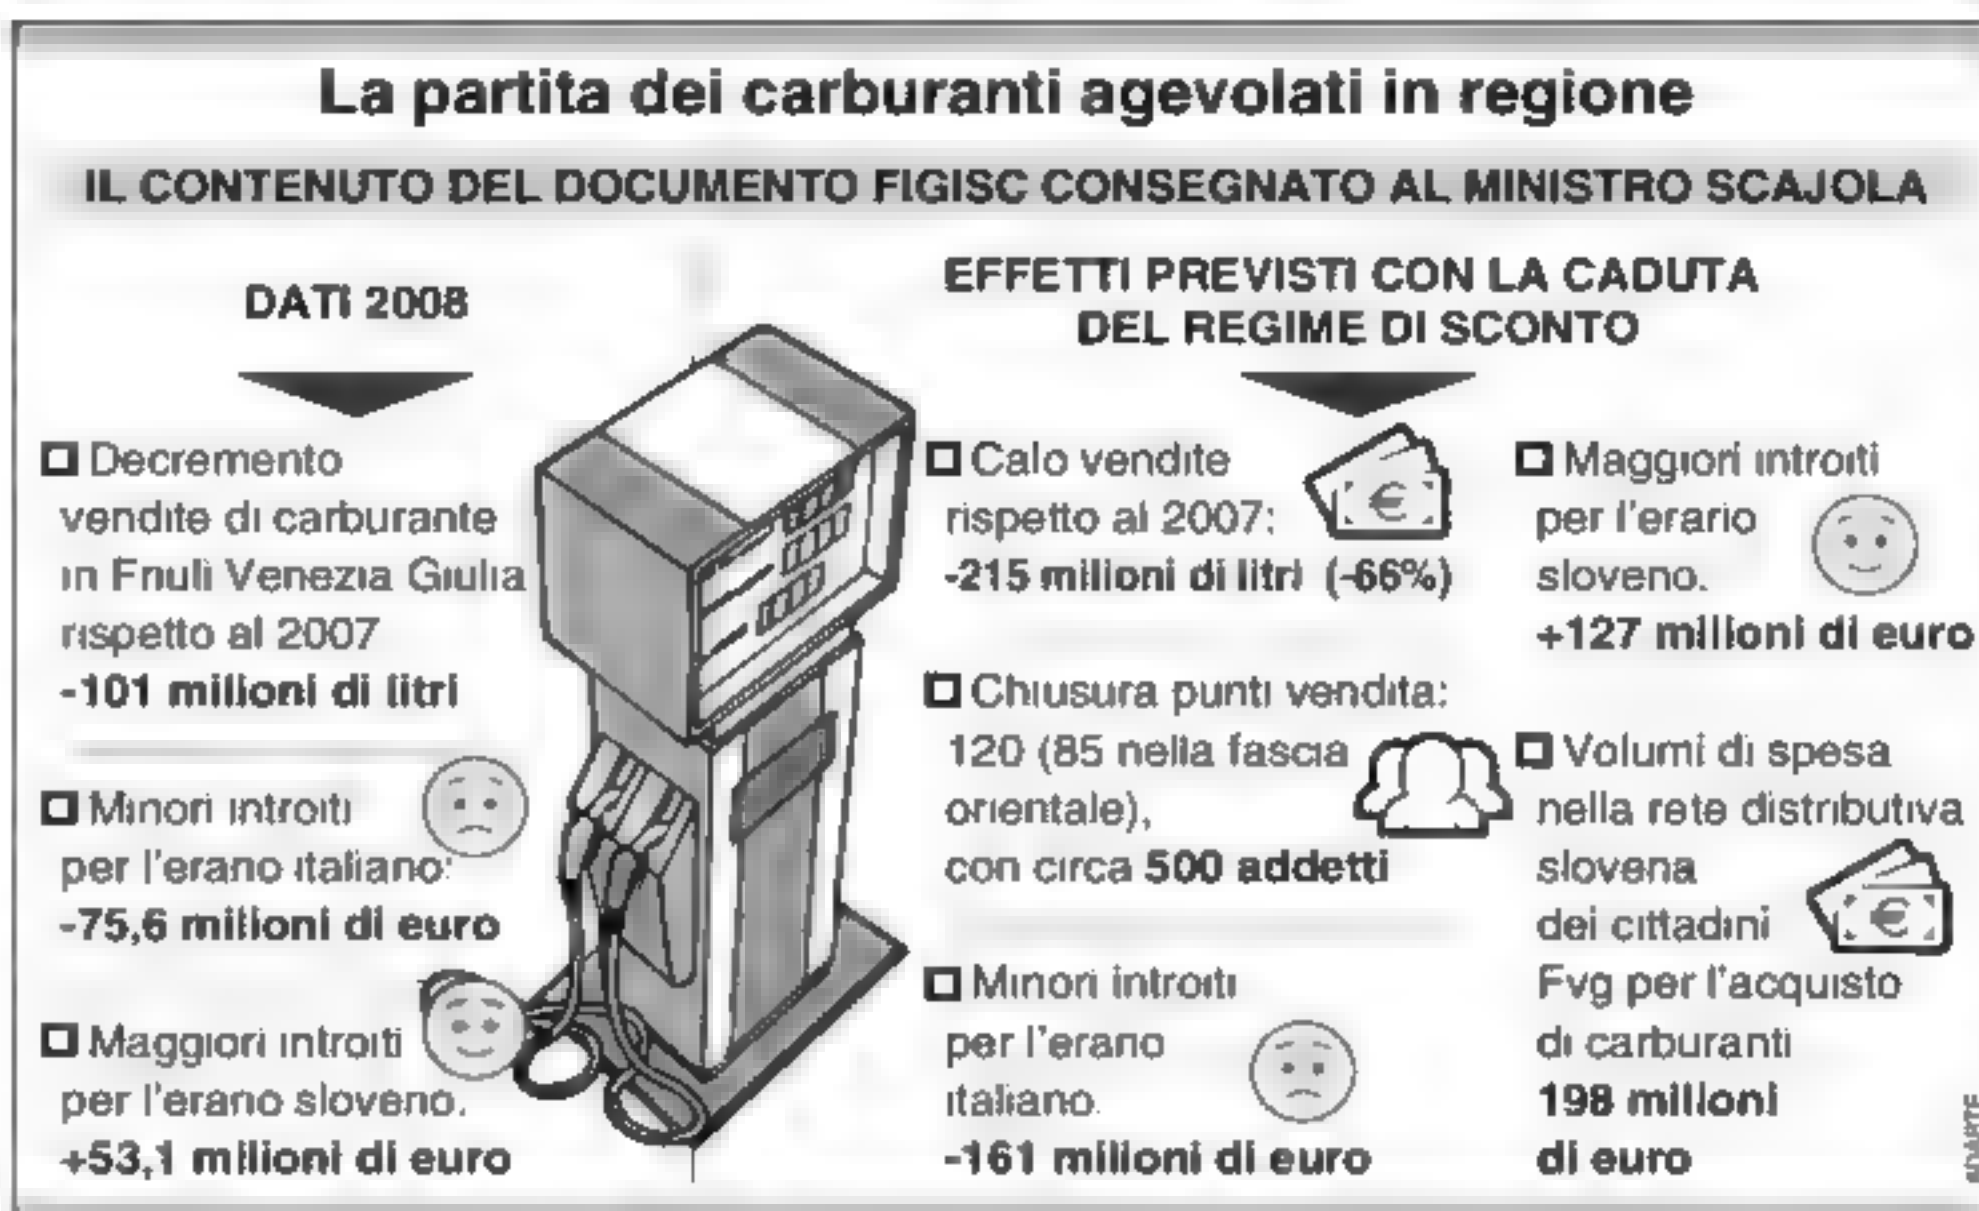 La partita dei carburanti agevolati in regione
IL CONTENUTO DEL DOCUMENTO FIGISC CONSEGNATO AL MINISTRO SCAJOLA
DATI 2008
Decremento
vendite di carburante
in Friuli Venezia Giulia
rispetto al 2007
-101 milioni di litri
Minori introiti
per l'erario italiano:
-75,6 milioni di euro
Maggiori introiti
per l'erario sloveno.
+53,1 milioni di euro
EFFETTI PREVISTI CON LA CADUTA
DEL REGIME DI SCONTO
Calo vendite
rispetto al 2007:
-215 milioni di litri (-66%)
Chiusura punti vendita:
120 (85 nella fascia
orientale),
con circa 500 addetti
Minori introiti
per l'erario
italiano.
-161 milioni di euro
Maggiori introiti
per l'erario
sloveno.
+127 milioni di euro
Volumi di spesa
nella rete distributiva
slovena
dei cittadini
Fvg per l'acquisto
di carburanti
198 milioni
di euro
€
€